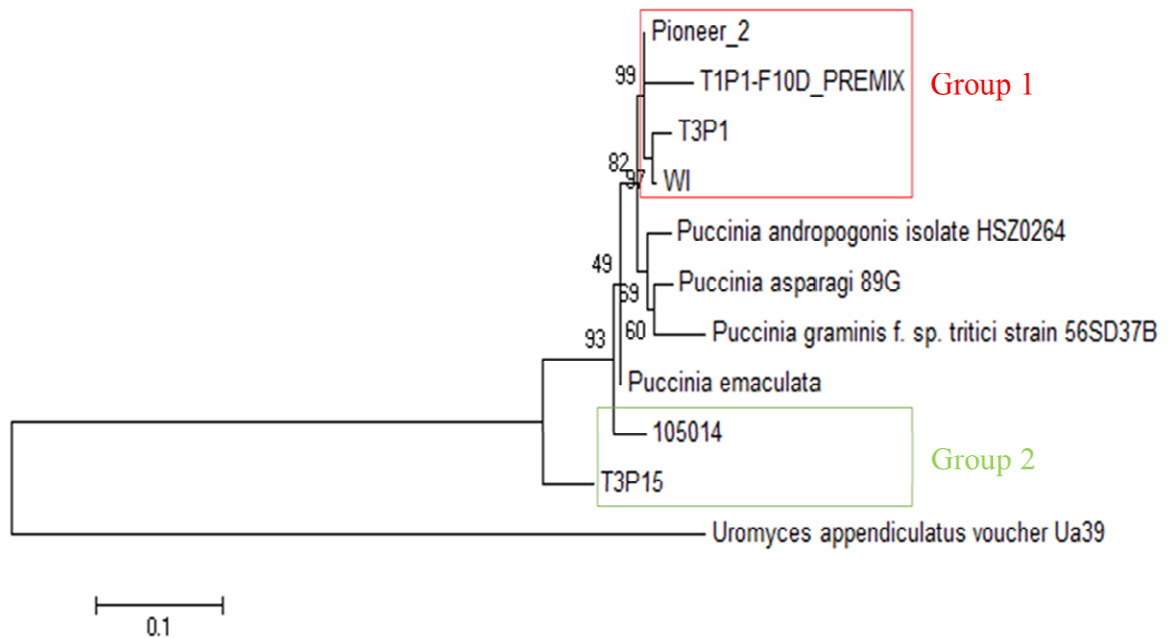 Pioneer_2
99
T1P1-F10D_PREMIX
Group 1
T3P1
82
97
WI
Puccinia andropogonis isolate HSZ0264
49
69
Puccinia asparagi 89G
93
60
Puccinia graminis f. sp. tritici strain 56SD37B
Puccinia emaculata
105014
Group 2
T3P15
Uromyces appendiculatus voucher Ua39
0.1